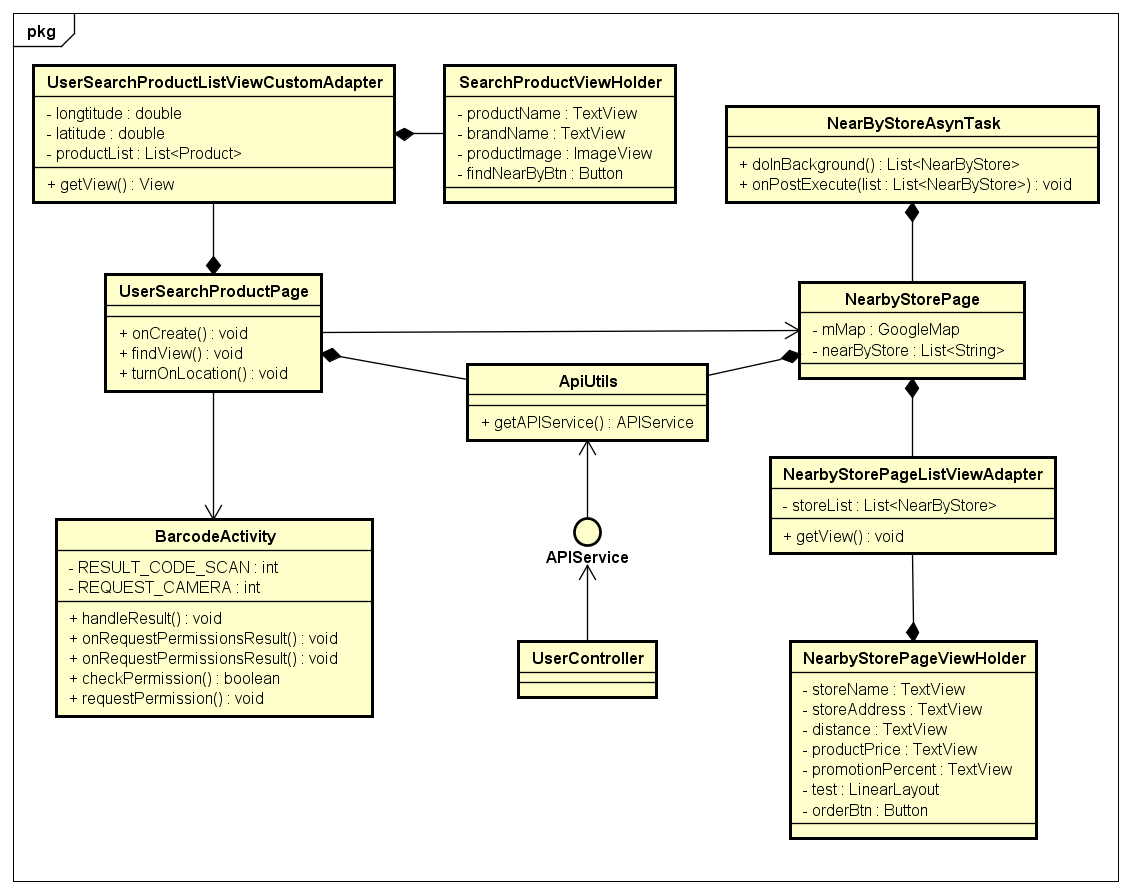 pkg
UserSearchProductListViewCustomAdapter
- longtitude : double
- latitude : double
- productList : List<Product>
+ getView() : View
SearchProductViewHolder
- productName : TextView
- brandName : TextView
- productImage : ImageView
- findNearByBtn : Button
NearByStoreAsynTask
+ doInBackground() : List<NearByStore>
+ onPostExecute(list : List<NearByStore>) : void
UserSearchProductPage
+ onCreate() : void
+ findView() : void
+ turnOnLocation() : void
NearbyStorePage
- mMap : GoogleMap
- nearByStore : List<String>
ApiUtils
+ getAPIService() : APIService
NearbyStorePageListViewAdapter
- storeList : List<NearByStore>
+ getView() : void
BarcodeActivity
- RESULT_CODE_SCAN : int
- REQUEST_CAMERA : int
+ handleResult() : void
+ onRequestPermissionsResult() : void
+ onRequestPermissionsResult() : void
+ checkPermission() : boolean
+ requestPermission() : void
APIService
UserController
NearbyStorePageViewHolder
- storeName : TextView
- storeAddress : TextView
- distance : TextView
- productPrice : TextView
- promotionPercent : TextView
- test : LinearLayout
- orderBtn : Button